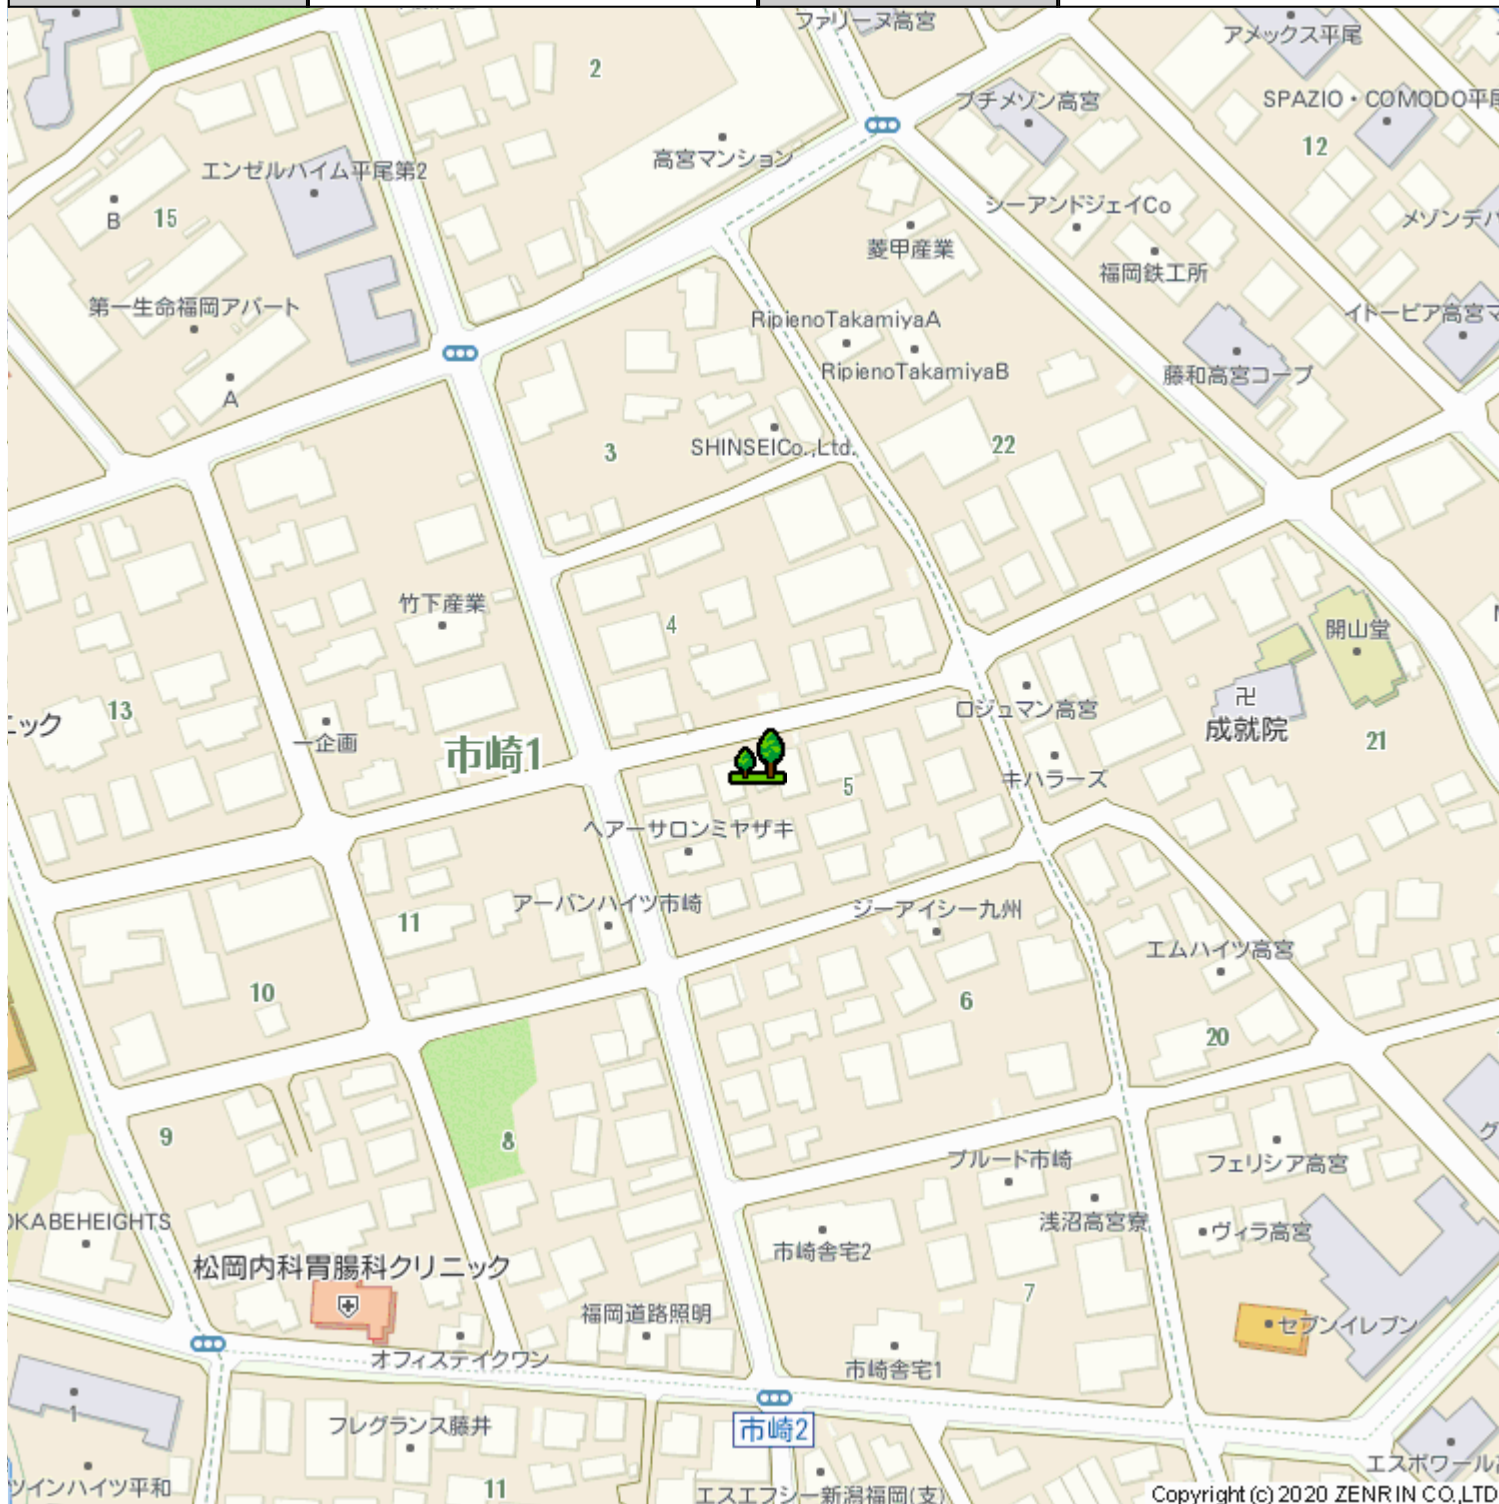 ファリーヌ高宮
アメックス平尾
2
プチメゾン高宮
SPAZIO・COMODO平尾
12
高宮マンション
エンゼルハイム平尾第2
シーアンドジェイCo
B
15
菱甲産業
メゾンデ
福岡鉄工所
第一生命福岡アパート
RipienoTakamiyaA
イトーピア高宮マ
RipienoTakamiyaB
藤和高宮コープ
A
3
SHINSEICo.,Ltd.
22
竹下産業
4
開山堂
卍
成就院
13
ニック
一企画
市崎1
ロジュマン高宮
21
5
キハラーズ
ヘアーサロンミヤザキ
アーバンハイツ市崎
ジーアイシー九州
11
エムハイツ高宮
10
6
20
9
8
ブルード市崎
フェリシア高宮
グ
OKABEHEIGHTS
浅沼高宮寮
ヴィラ高宮
市崎舎宅2
松岡内科胃腸科クリニック
7
福岡道路照明
セブンイレブン
オフィステイクワン
市崎舎宅1
1
フレグランス藤井
市崎2
エスポワール高
ツインハイツ平和
11
エスエフシー新潟福岡(支)
Copyright (c) 2020 ZENRIN CO.,LTD